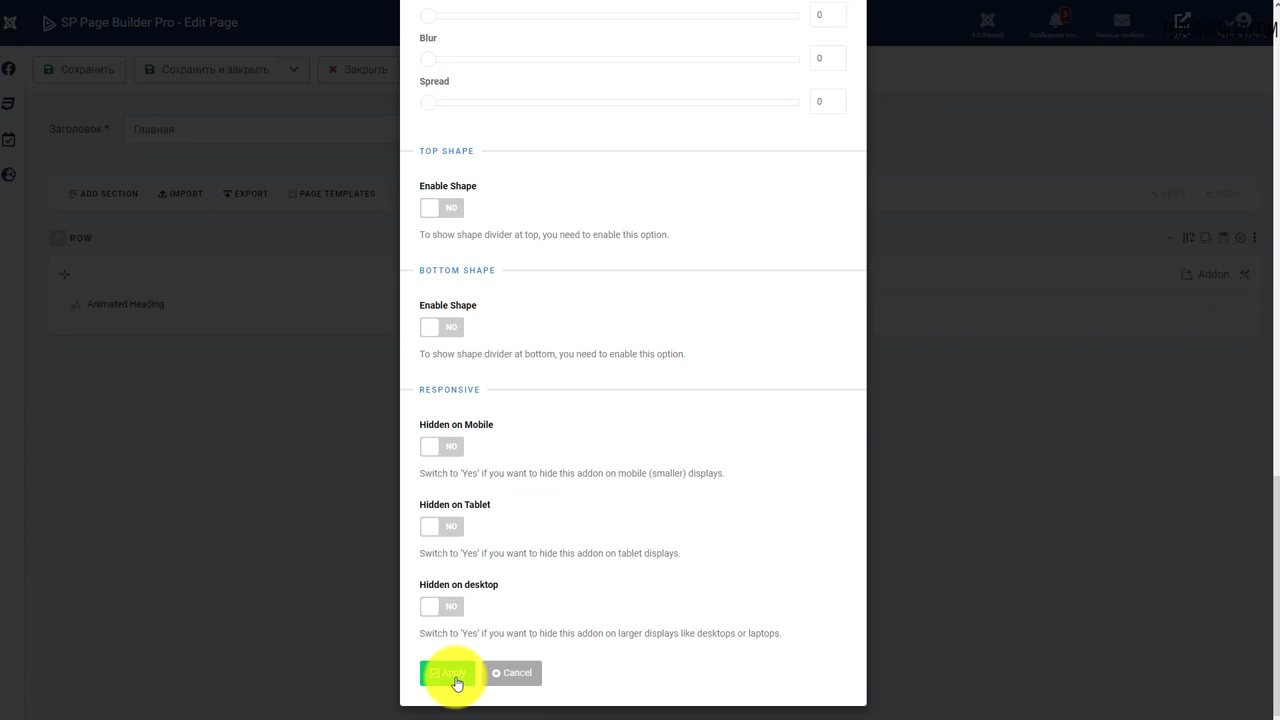 SP Page Builder Pro - Edit Page
3
Сохранить
Сохранить и закрыть
Закрыть
Заголовок *
Главная
ADD SECTION
IMPORT
EXPORT
PAGE TEMPLATES
ROW
Addon
Animated Heading
0
Blur
0
Spread
0
TOP SHAPE
Enable Shape
NO
To show shape divider at top, you need to enable this option.
BOTTOM SHAPE
Enable Shape
NO
To show shape divider at bottom, you need to enable this option.
RESPONSIVE
Hidden on Mobile
NO
Switch to 'Yes' if you want to hide this addon on mobile (smaller) displays.
Hidden on Tablet
NO
Switch to 'Yes' if you want to hide this addon on tablet displays.
Hidden on desktop
NO
Switch to 'Yes' if you want to hide this addon on larger displays like desktops or laptops.
Apply
Cancel